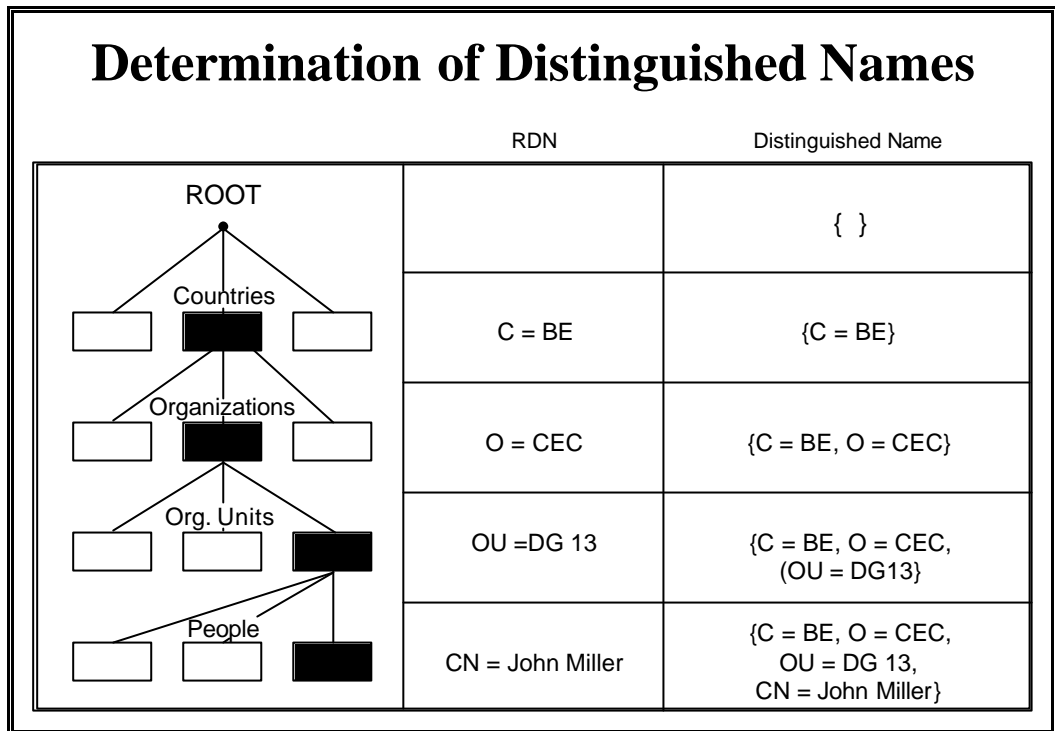 Determination of Distinguished Names
RDN
Distinguished Name
ROOT
{ }
Countries
C = BE
{C = BE}
Organizations
O = CEC
{C = BE, O = CEC}
Org. Units
OU =DG 13
{C = BE, O = CEC,
(OU = DG13}
People
CN = John Miller
{C = BE, O = CEC,
OU = DG 13,
CN = John Miller}